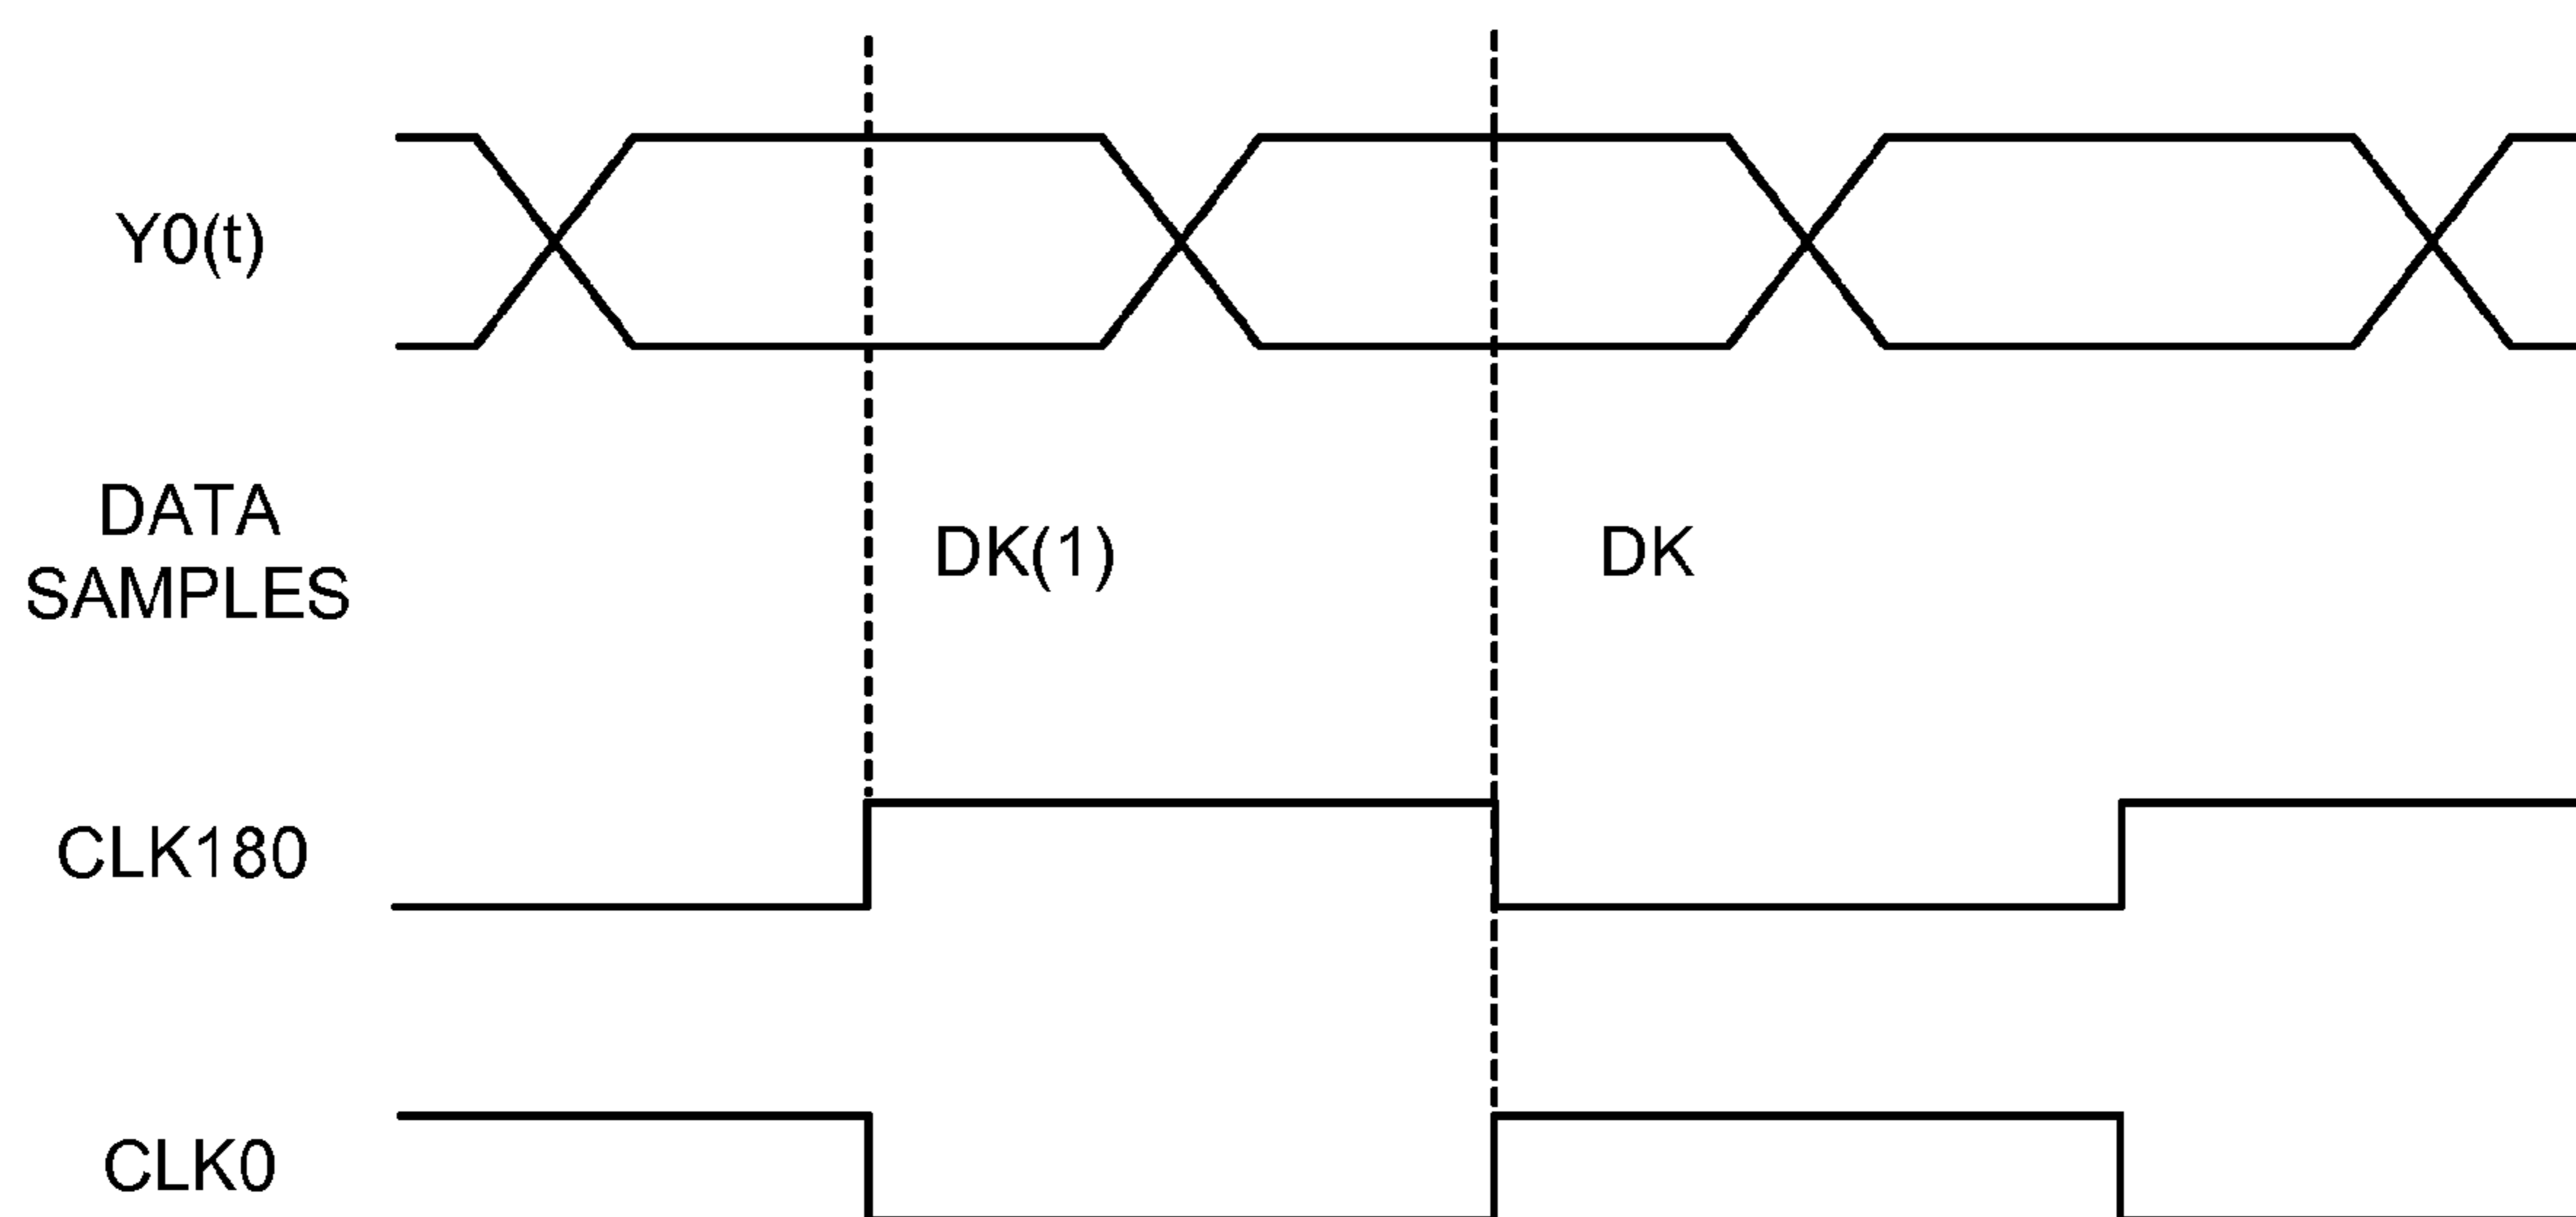 Y0(t)
DATA
SAMPLES
DK(1)
DK
CLK180
CLK0